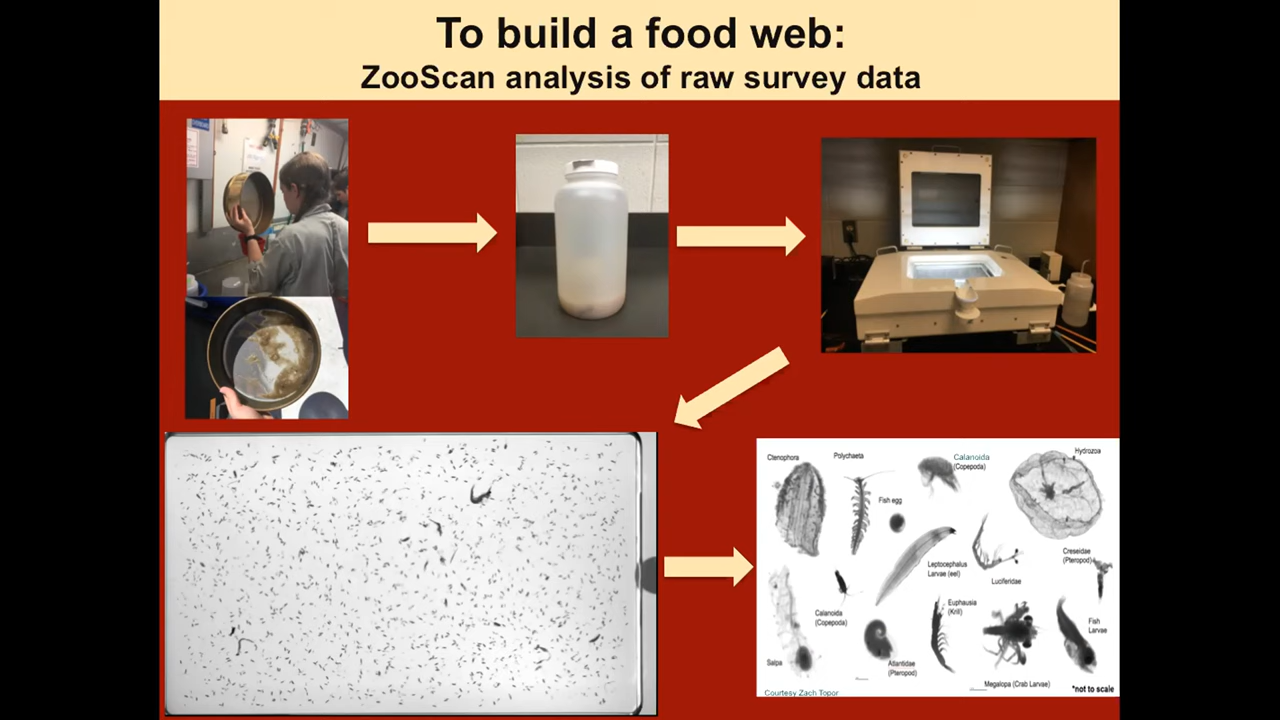 To build a food web:
ZooScan analysis of raw survey data
Ctenophora
Polychaeta
Calanoida
(Copepoda)
Hydrozoa
Fish egg
Leptocephalus
Larvae (eel)
Luciferidae
Creseidae
(Pteropod)
Calanoida
(Copepoda)
Euphausia
(Krill)
Fish
Larvae
Salpa
Atlantidae
(Pteropod)
Megalopa (Crab Larvae)
*not to scale
Courtesy Zach Topor